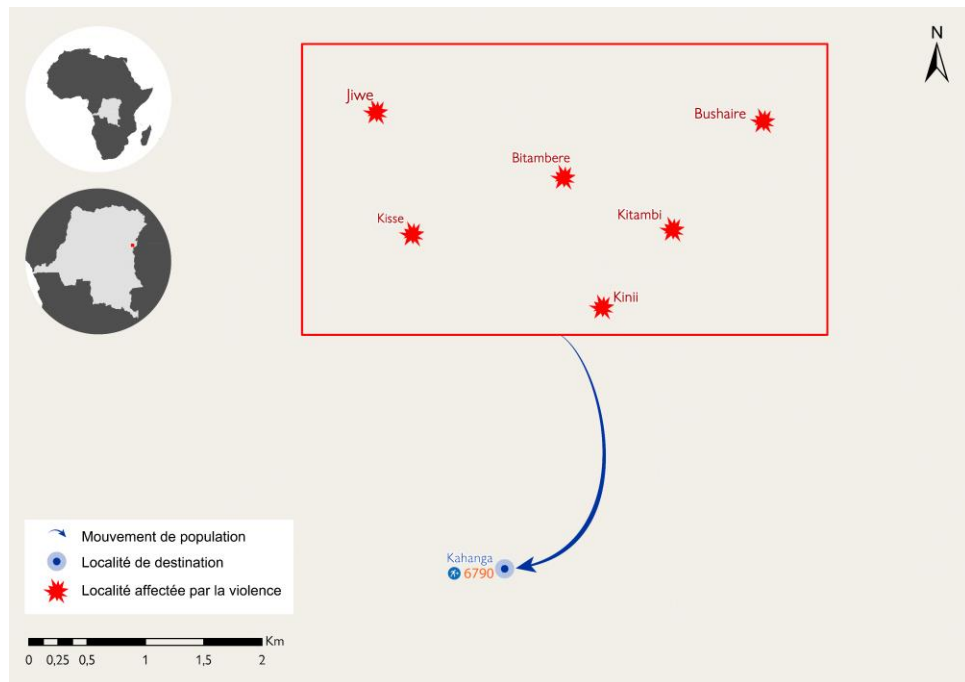 N
Jiwe
Bushaire
Bitambere
Kisse
Kitambi
Kinii
Kahanga
6790
Mouvement de population
Localité de destination
Localité affectée par la violence
Km
0 0,25 0,5 1 1,5 2